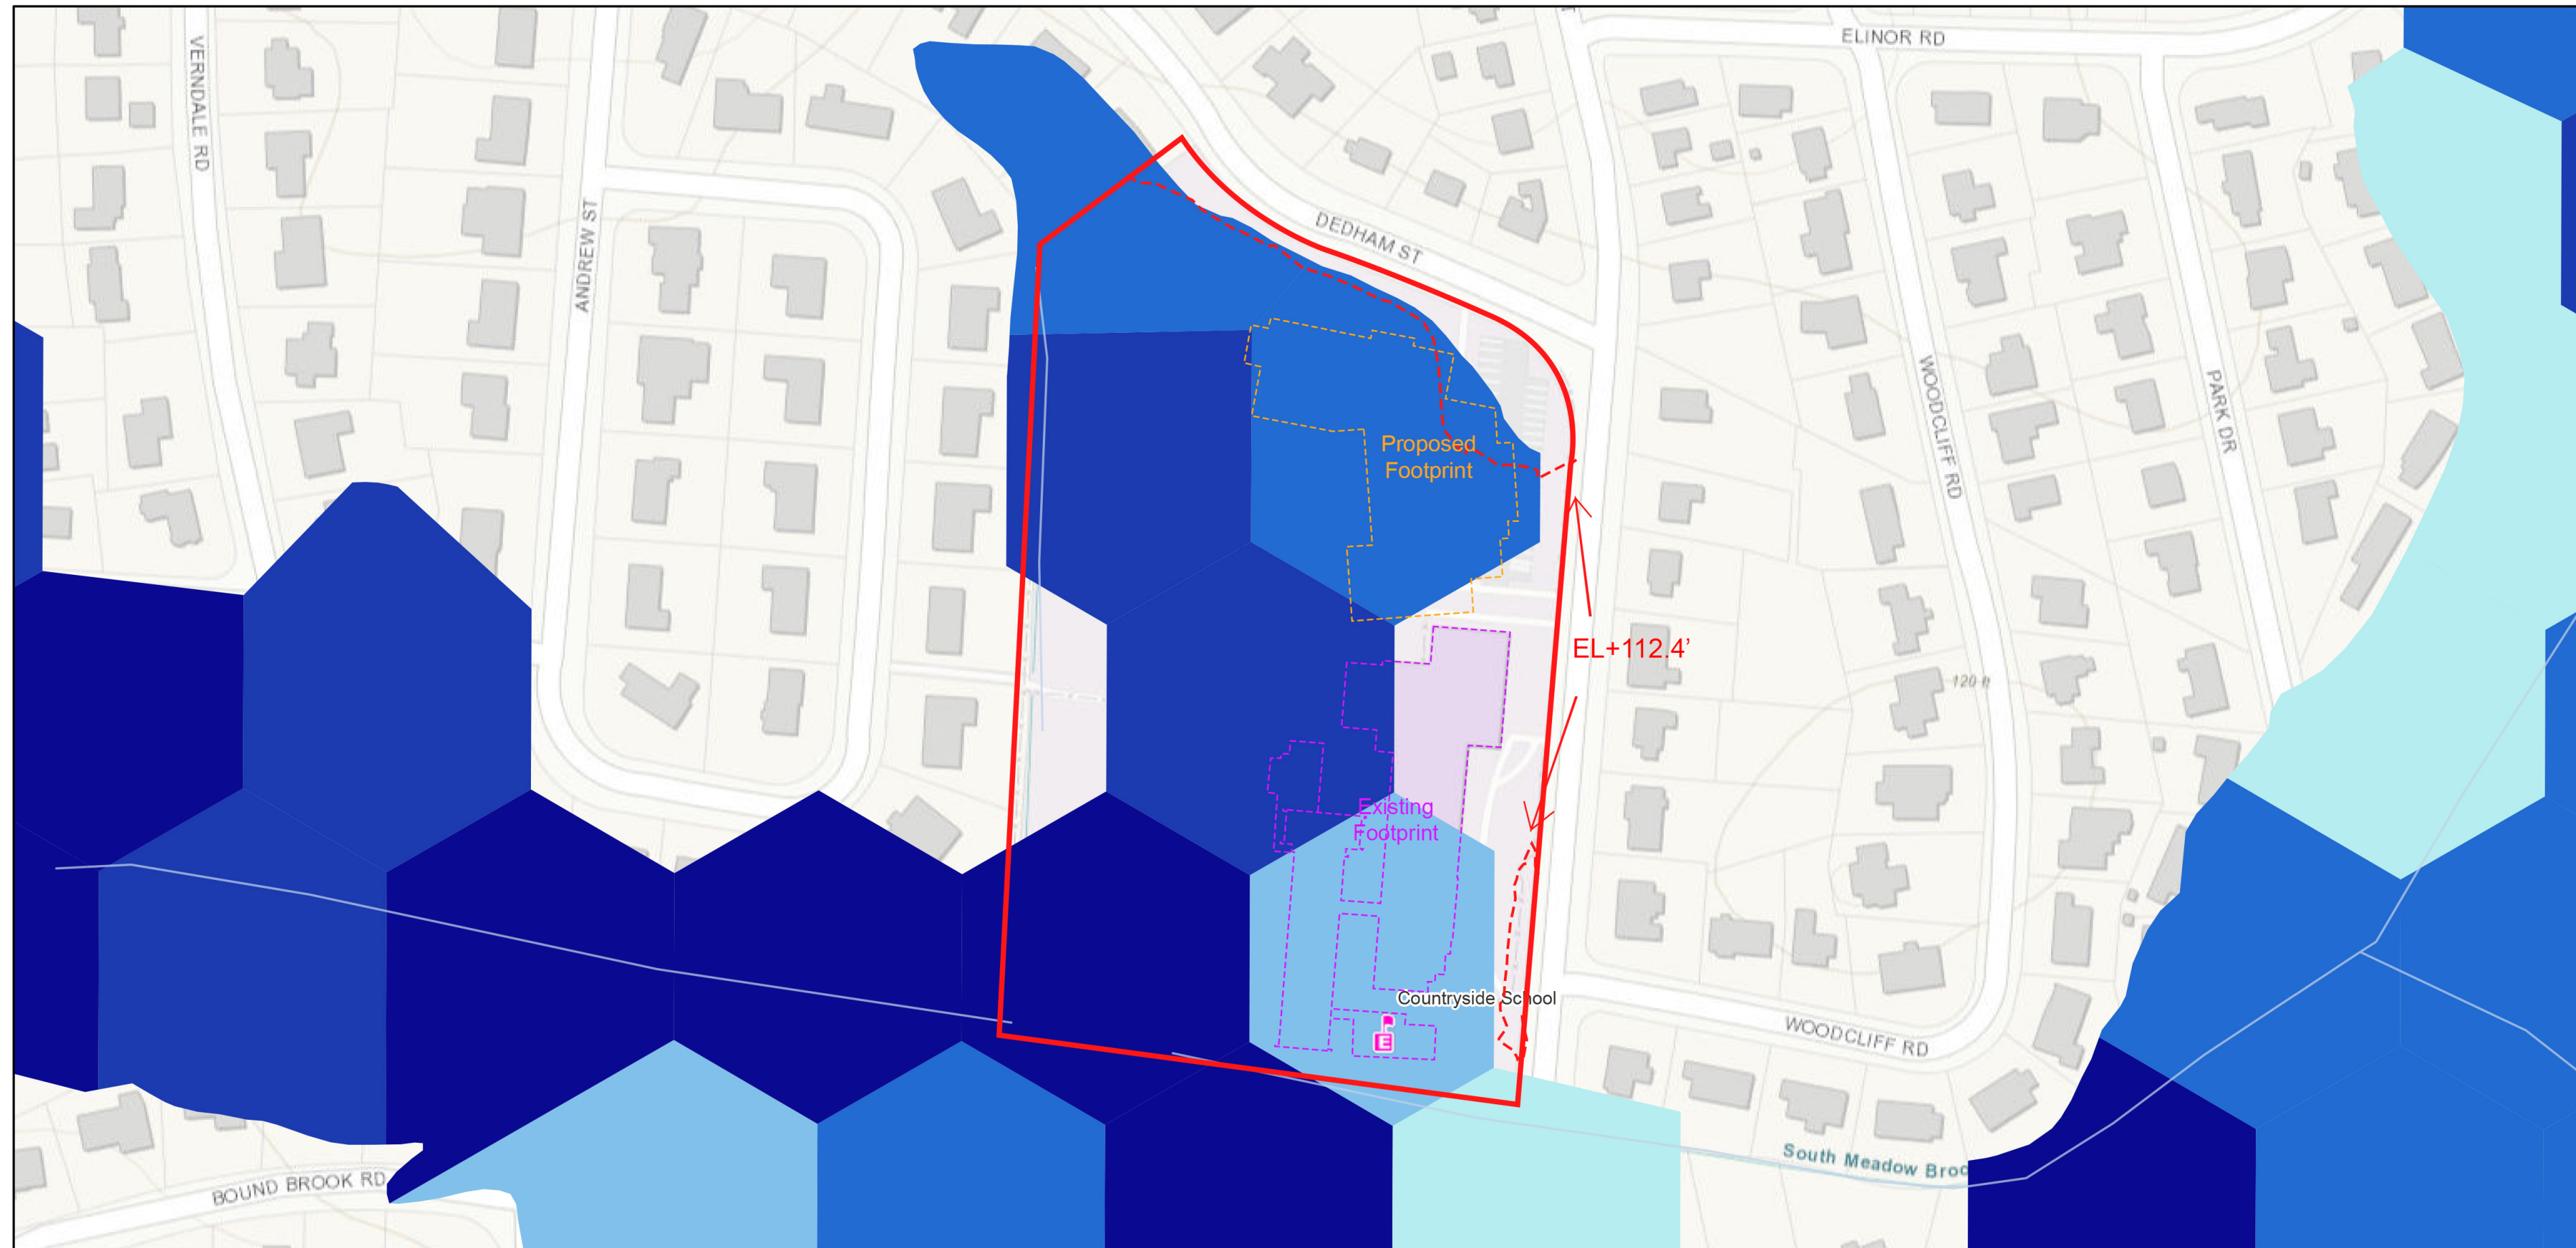 ELINOR RD
VERNDALE RD
ANDREW ST
DEDHAM ST
WOODCLIFF RD
PARK DR
Proposed
Footprint
EL+112.4’
120 ft
Existing
Footprint
Countryside School
E
WOODCLIFF RD
South Meadow Broo
BOUND BROOK RD